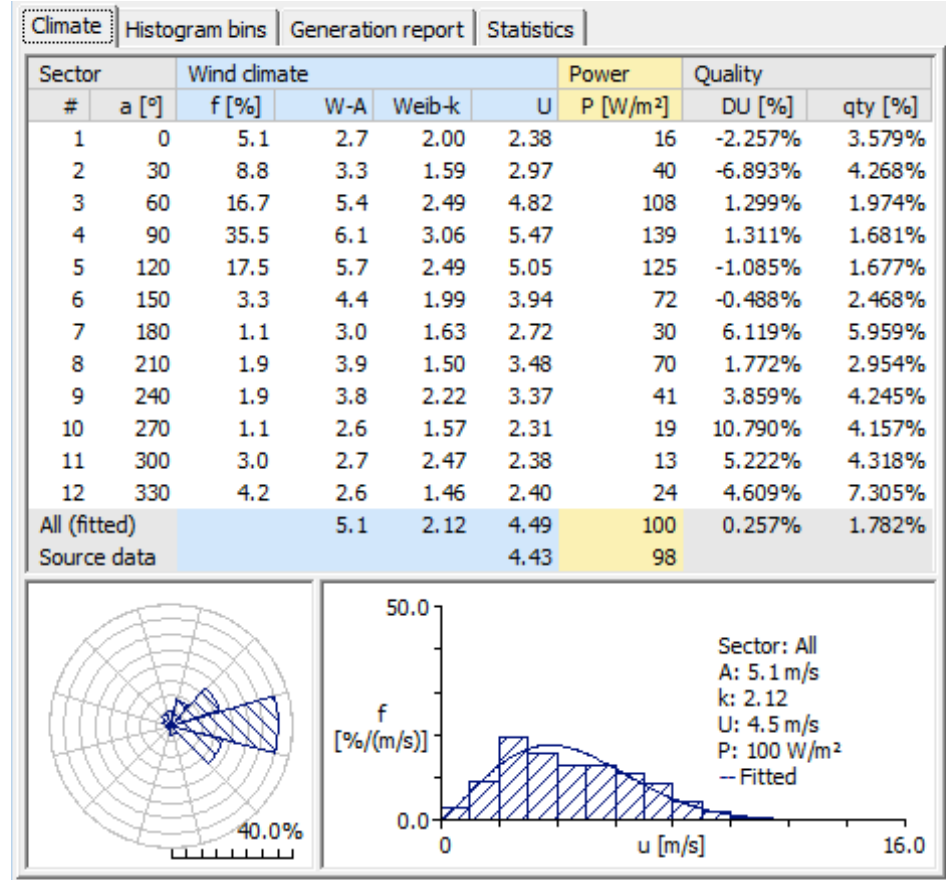 Climate Histogram bins Generation report Statistics
Sector Wind climate Power Quality
# a [°] f [%] W-A Weib-k U P [W/m²] DU [%] qty [%]
1 0 5.1 2.7 2.00 2.38 16 -2.257% 3.579%
2 30 8.8 3.3 1.59 2.97 40 -6.893% 4.268%
3 60 16.7 5.4 2.49 4.82 108 1.299% 1.974%
4 90 35.5 6.1 3.06 5.47 139 1.311% 1.681%
5 120 17.5 5.7 2.49 5.05 125 -1.085% 1.677%
6 150 3.3 4.4 1.99 3.94 72 -0.488% 2.468%
7 180 1.1 3.0 1.63 2.72 30 6.119% 5.959%
8 210 1.9 3.9 1.50 3.48 70 1.772% 2.954%
9 240 1.9 3.8 2.22 3.37 41 3.859% 4.245%
10 270 1.1 2.6 1.57 2.31 19 10.790% 4.157%
11 300 3.0 2.7 2.47 2.38 13 5.222% 4.318%
12 330 4.2 2.6 1.46 2.40 24 4.609% 7.305%
All (fitted) 5.1 2.12 4.49 100 0.257% 1.782%
Source data 4.43 98
40.0%
50.0
f
[%/(m/s)]
0.0
0 u [m/s] 16.0
Sector: All
A: 5.1 m/s
k: 2.12
U: 4.5 m/s
P: 100 W/m²
-- Fitted